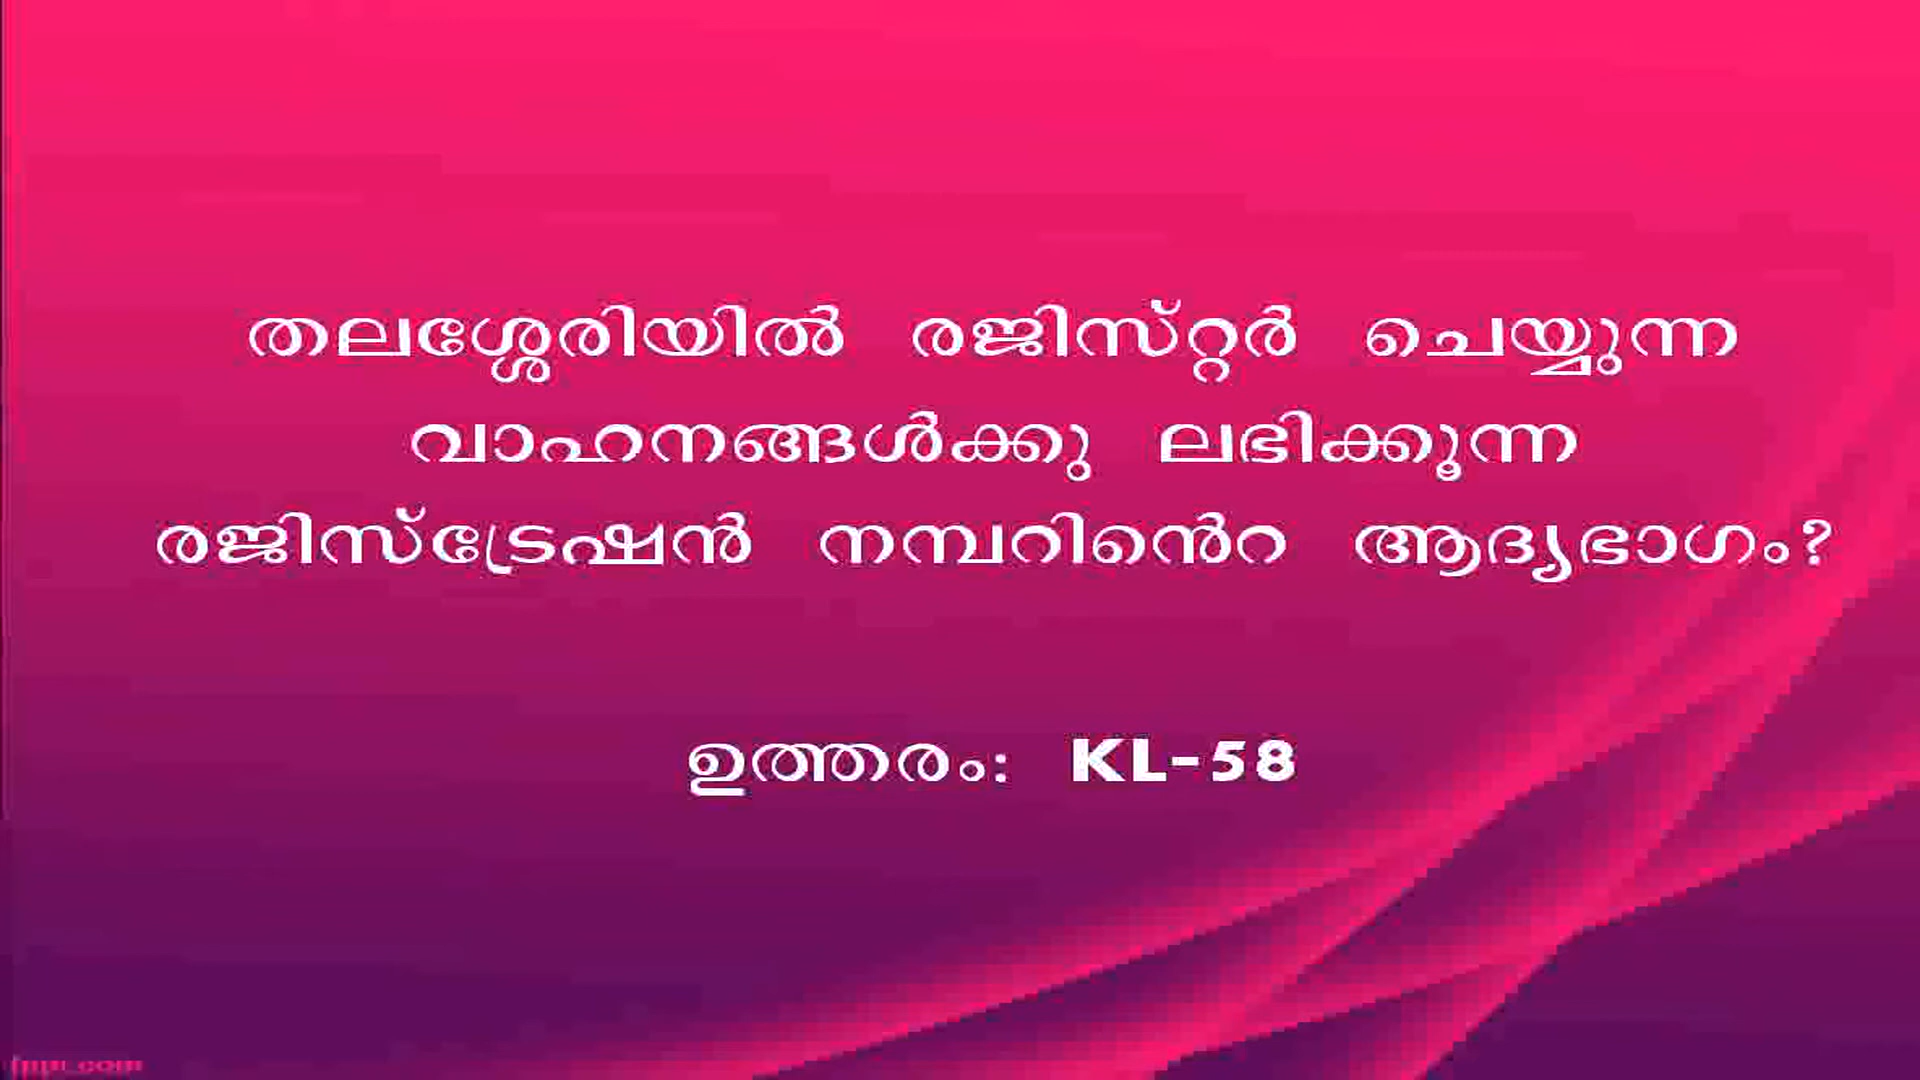 തലശ്ശേരിയിൽ രജിസ്റ്റർ ചെയ്യുന്ന
വാഹനങ്ങൾക്കു ലഭിക്കൂന്ന
രജിസ്ട്രേഷൻ നമ്പറിൻെറ ആദ്യഭാഗം?
ഉത്തരം: KL-58